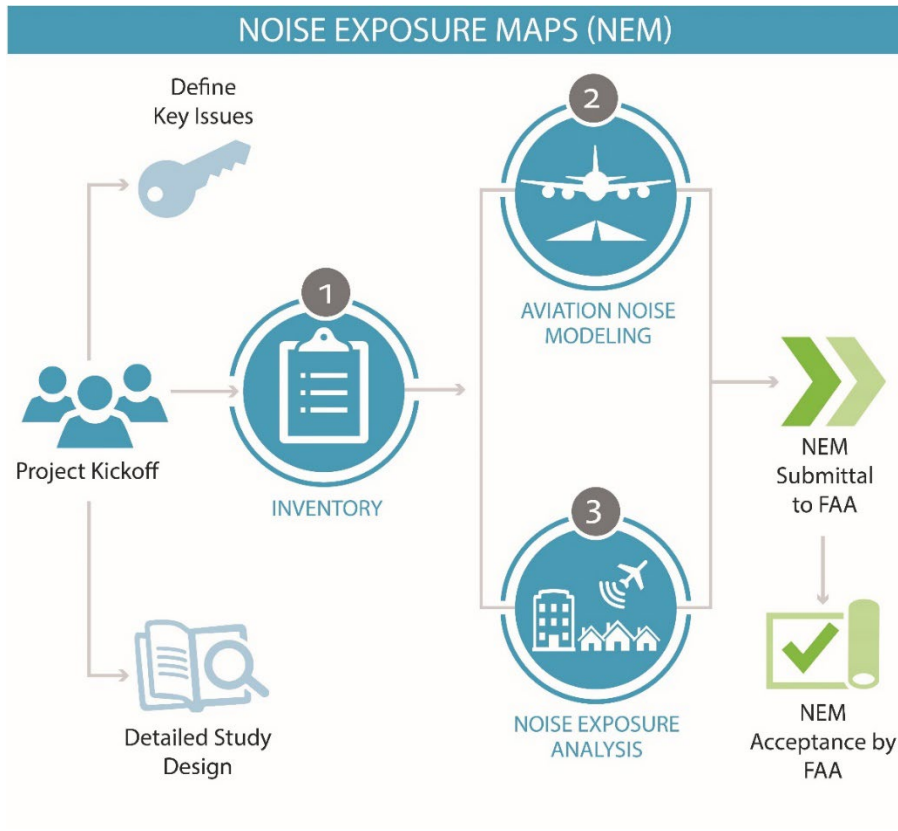 NOISE EXPOSURE MAPS (NEM)
Define
Key Issues
2
AVIATION NOISE
MODELING
1
INVENTORY
Project Kickoff
NEM
Submittal
to FAA
3
NOISE EXPOSURE
ANALYSIS
Detailed Study
Design
NEM
Acceptance by
FAA